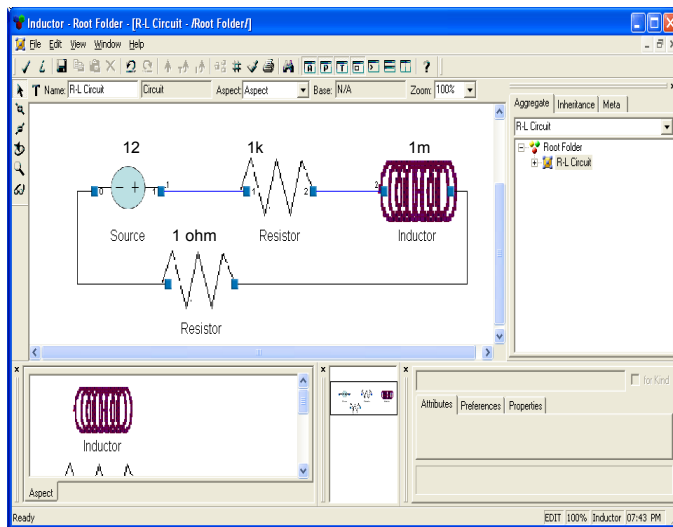 Inductor - Root Folder - [R-L Circuit - /Root Folder/]
File Edit View Window Help
Name: R-L Circuit Circuit Aspect: Aspect Base: N/A Zoom: 100%
Aggregate Inheritance Meta
R-L Circuit
Root Folder
R-L Circuit
12 1k 1m
0 1 1 1 2 2
Source Resistor Inductor
1 ohm
Resistor
Inductor
Aspect
for Kind
Attributes Preferences Properties
Ready EDIT 100% Inductor 07:43 PM